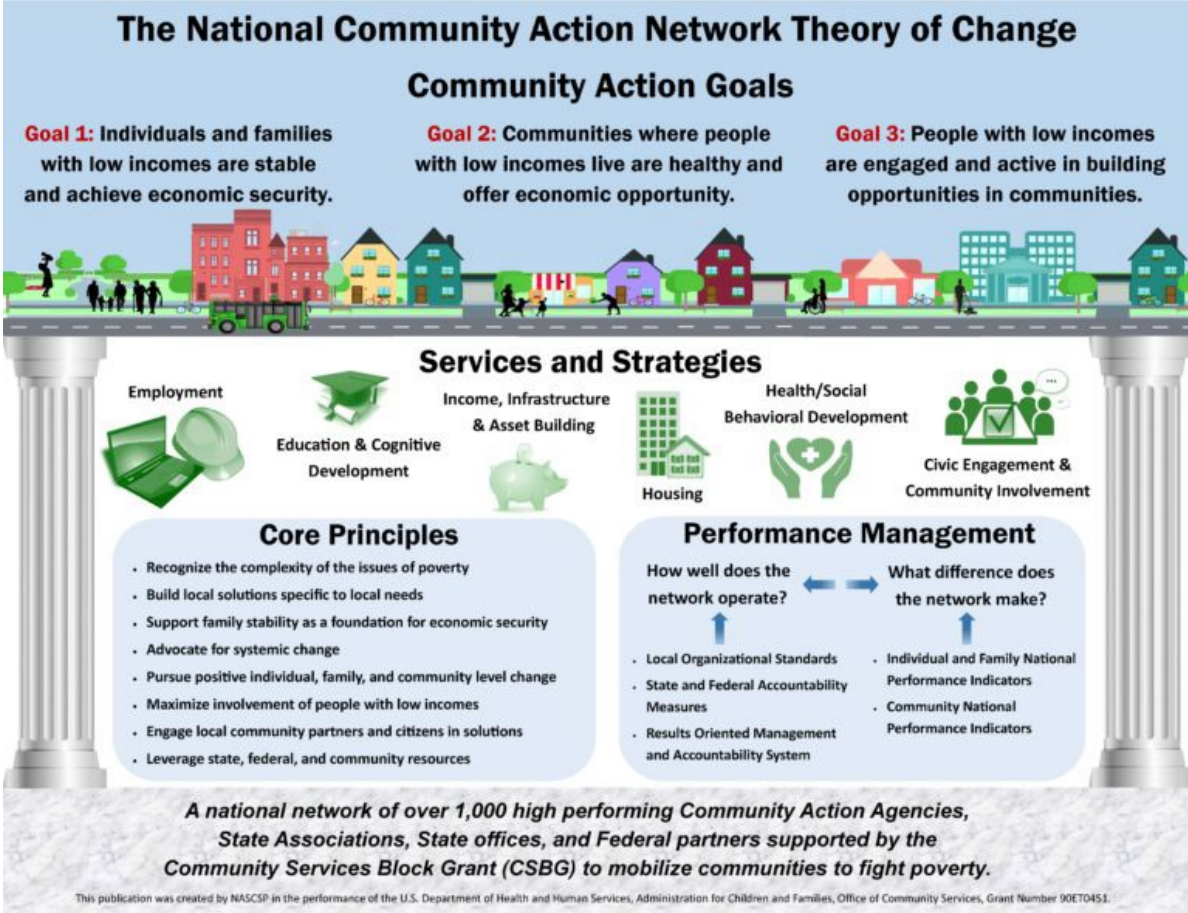 The National Community Action Network Theory of Change
Community Action Goals
Goal 1: Individuals and families
with low incomes are stable
and achieve economic security.
Goal 2: Communities where people
with low incomes live are healthy and
offer economic opportunity.
Goal 3: People with low incomes
are engaged and active in building
opportunities in communities.
Services and Strategies
Employment
Education & Cognitive
Development
Income, Infrastructure
& Asset Building
Housing
Health/Social
Behavioral Development
Civic Engagement &
Community Involvement
Core Principles
• Recognize the complexity of the issues of poverty
• Build local solutions specific to local needs
• Support family stability as a foundation for economic security
• Advocate for systemic change
• Pursue positive individual, family, and community level change
• Maximize involvement of people with low incomes
• Engage local community partners and citizens in solutions
• Leverage state, federal, and community resources
Performance Management
How well does the
network operate?
• Local Organizational Standards
• State and Federal Accountability
Measures
• Results Oriented Management
and Accountability System
What difference does
the network make?
• Individual and Family National
Performance Indicators
• Community National
Performance Indicators
A national network of over 1,000 high performing Community Action Agencies,
State Associations, State offices, and Federal partners supported by the
Community Services Block Grant (CSBG) to mobilize communities to fight poverty.
This publication was created by NASCSP in the performance of the U.S. Department of Health and Human Services, Administration for Children and Families, Office of Community Services, Grant Number 90ET0451.